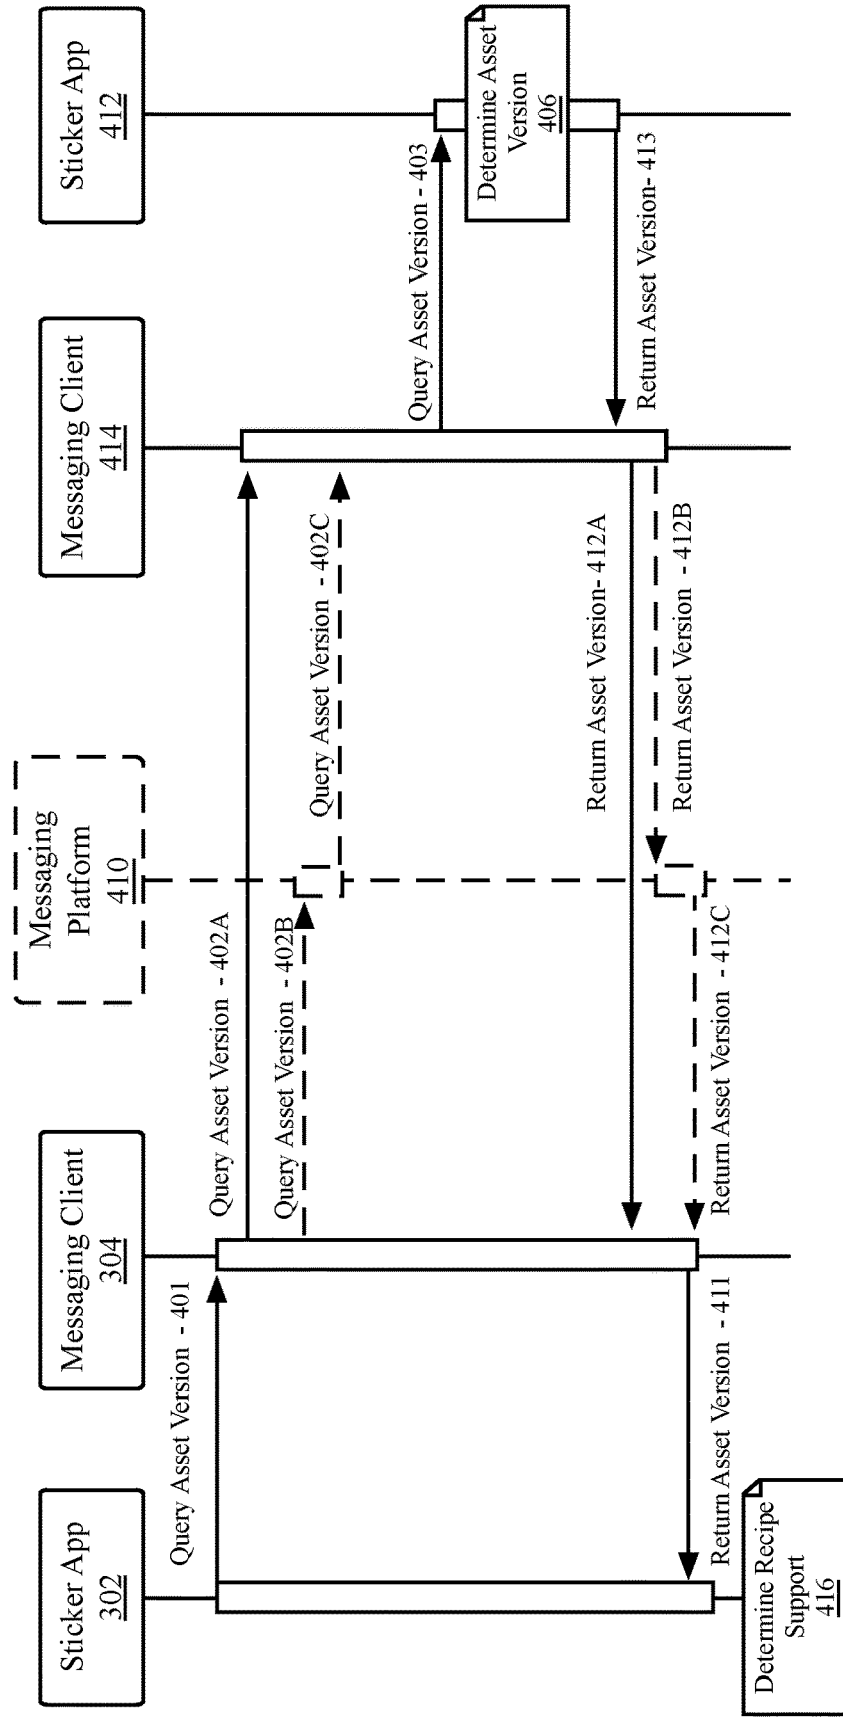 Sticker App
302
Messaging Client
304
Messaging
Platform
410
Messaging Client
414
Sticker App
412
Query Asset Version - 401
Query Asset Version - 402A
Query Asset Version - 402B
Query Asset Version - 402C
Query Asset Version - 403
Determine Asset
Version
406
Return Asset Version- 413
Return Asset Version- 412A
Return Asset Version - 412B
Return Asset Version - 412C
Return Asset Version - 411
Determine Recipe
Support
416